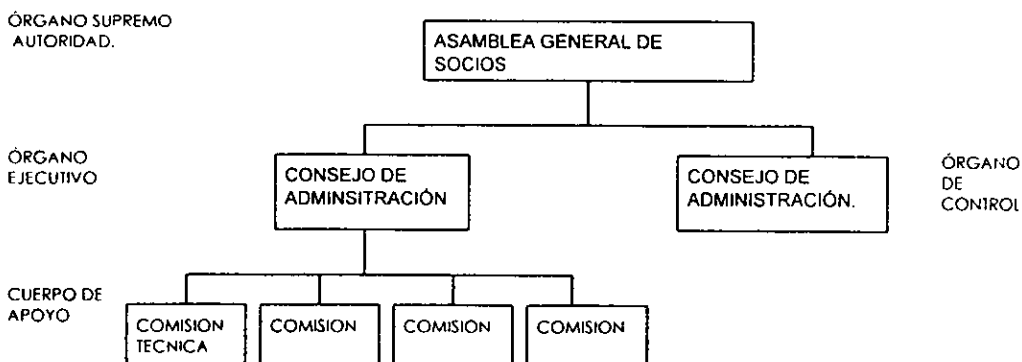 ÓRGANO SUPREMO
AUTORIDAD.
ASAMBLEA GENERAL DE
SOCIOS
ÓRGANO
EJECUTIVO
CONSEJO DE
ADMINSITRACIÓN
CONSEJO DE
ADMINISTRACIÓN.
ÓRGANO
DE
CONTROL
CUERPO DE
APOYO
COMISION
TECNICA
COMISION
COMISION
COMISION